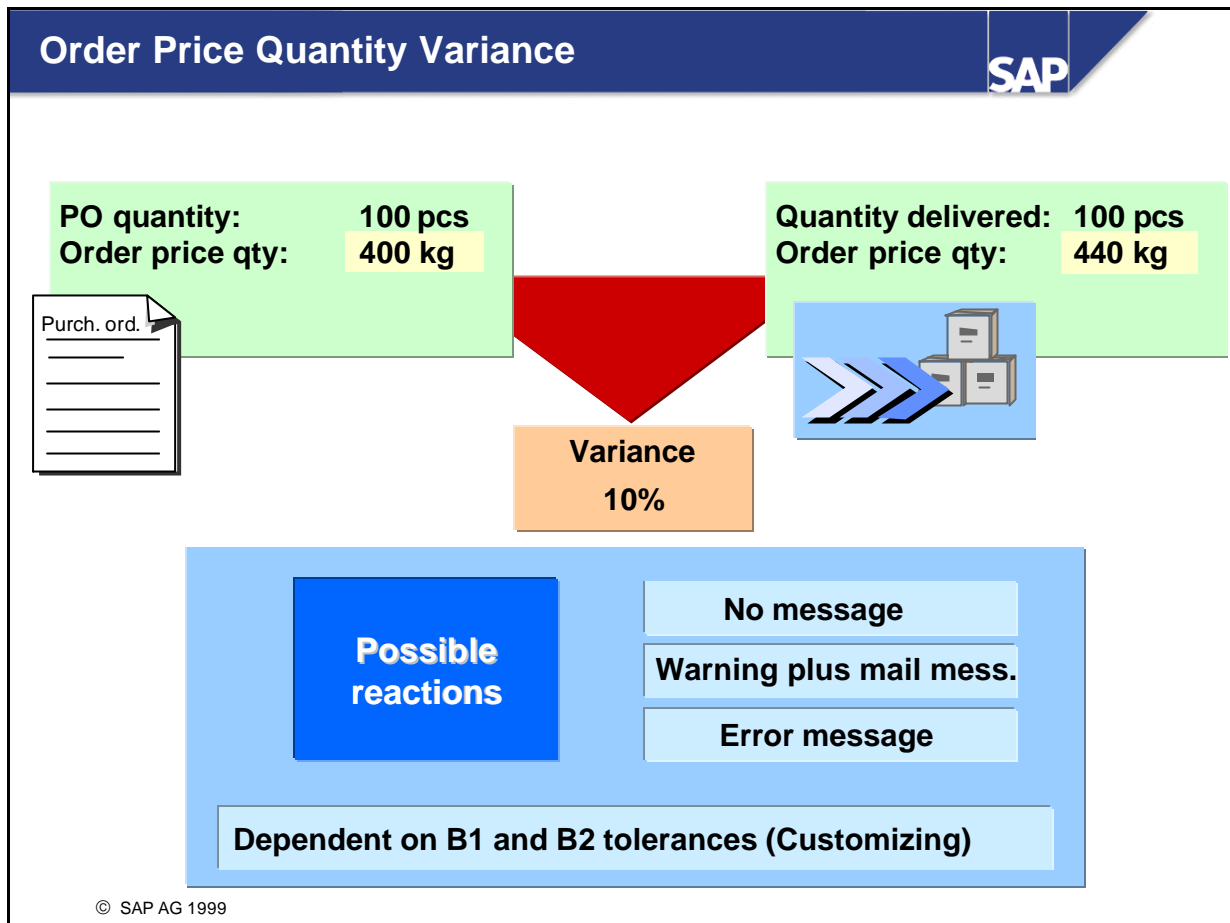 Order Price Quantity Variance
SAP
PO quantity: 100 pcs
Order price qty: 400 kg
Quantity delivered: 100 pcs
Order price qty: 440 kg
Purch. ord.
Variance
10%
Possible
reactions
No message
Warning plus mail mess.
Error message
Dependent on B1 and B2 tolerances (Customizing)
© SAP AG 1999